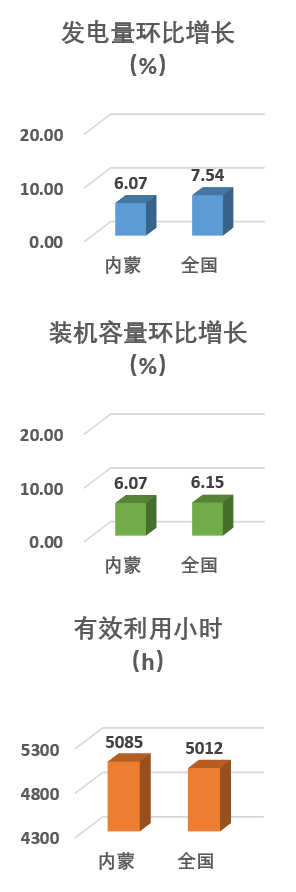 发电量环比增长
(%)
20.00
10.00
0.00
6.07
7.54
内蒙
全国
装机容量环比增长
(%)
20.00
10.00
0.00
6.07
6.15
内蒙
全国
有效利用小时
(h)
5300
4800
4300
5085
5012
内蒙
全国